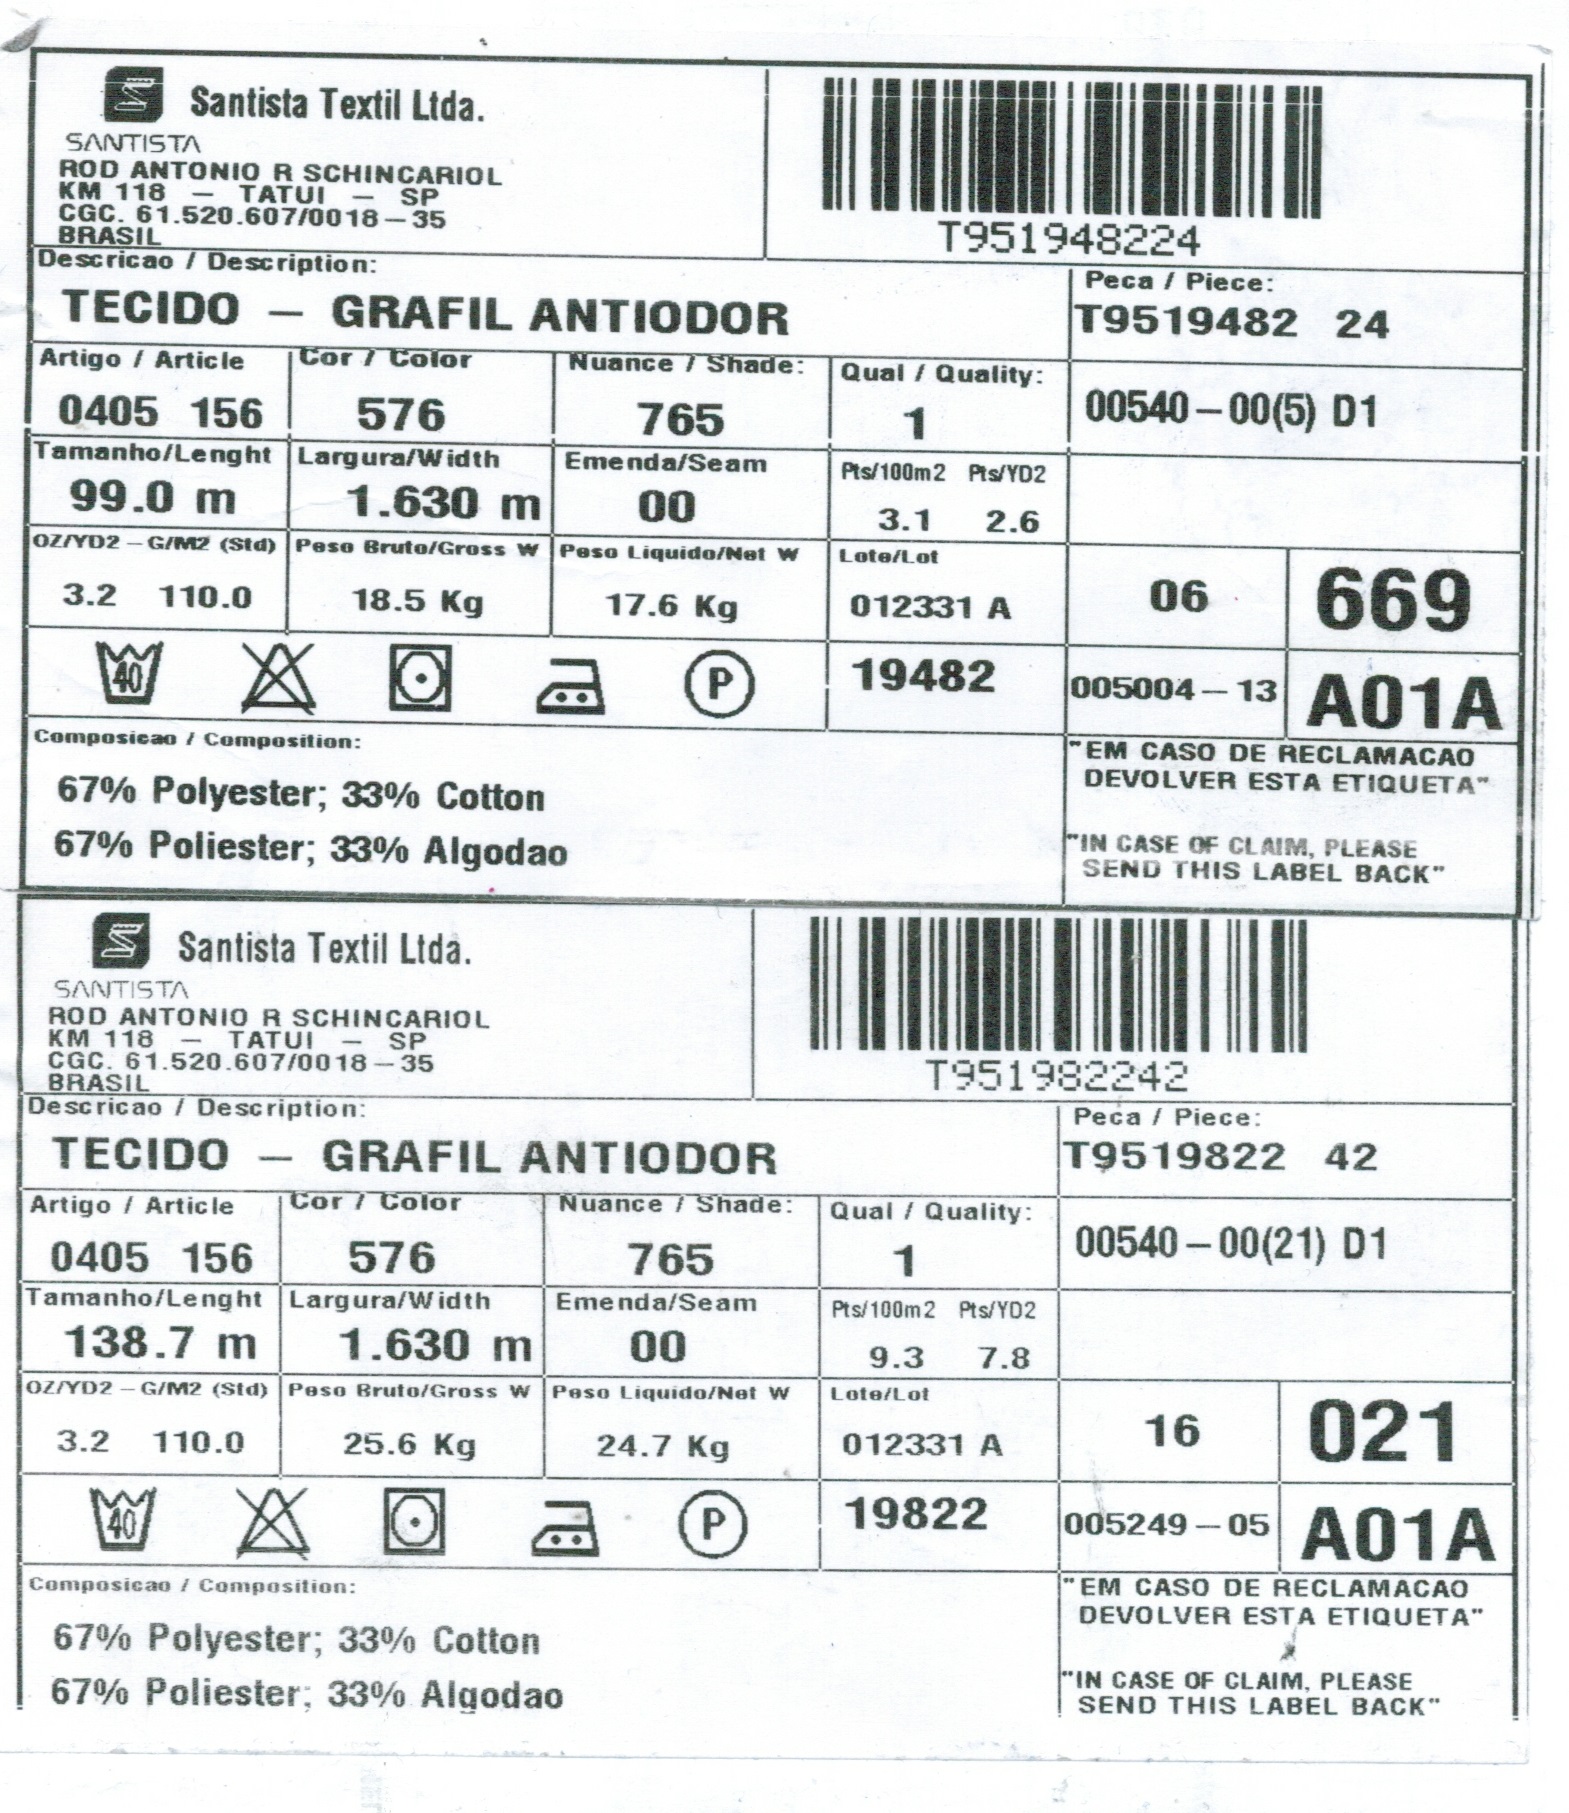 Santista Textil Ltda.
SANTISTA
ROD ANTONIO R SCHINCARIOL
KM 118 – TATUI – SP
CGC. 61.520.607/0018–35
BRASIL
T951948224
Descricao / Description:
TECIDO – GRAFIL ANTIODOR
Peca / Piece:
T9519482 24
Artigo / Article Cor / Color Nuance / Shade: Qual / Quality:
0405 156 576 765 1 00540–00(5) D1
Tamanho/Lenght Largura/Width Emenda/Seam Pts/100m2 Pts/YD2
99.0 m 1.630 m 00 3.1 2.6
OZ/YD2 – G/M2 (Std) Peso Bruto/Gross W Peso Liquido/Net W Lote/Lot
3.2 110.0 18.5 Kg 17.6 Kg 012331 A 06 669
40 P 19482 005004–13 A01A
Composicao / Composition:
67% Polyester; 33% Cotton
67% Poliester; 33% Algodao
"EM CASO DE RECLAMACAO
DEVOLVER ESTA ETIQUETA"
"IN CASE OF CLAIM, PLEASE
SEND THIS LABEL BACK"
Santista Textil Ltda.
SANTISTA
ROD ANTONIO R SCHINCARIOL
KM 118 – TATUI – SP
CGC. 61.520.607/0018–35
BRASIL
T951982242
Descricao / Description:
TECIDO – GRAFIL ANTIODOR
Peca / Piece:
T9519822 42
Artigo / Article Cor / Color Nuance / Shade: Qual / Quality:
0405 156 576 765 1 00540–00(21) D1
Tamanho/Lenght Largura/Width Emenda/Seam Pts/100m2 Pts/YD2
138.7 m 1.630 m 00 9.3 7.8
OZ/YD2 – G/M2 (Std) Peso Bruto/Gross W Peso Liquido/Net W Lote/Lot
3.2 110.0 25.6 Kg 24.7 Kg 012331 A 16 021
40 P 19822 005249–05 A01A
Composicao / Composition:
67% Polyester; 33% Cotton
67% Poliester; 33% Algodao
"EM CASO DE RECLAMACAO
DEVOLVER ESTA ETIQUETA"
"IN CASE OF CLAIM, PLEASE
SEND THIS LABEL BACK"